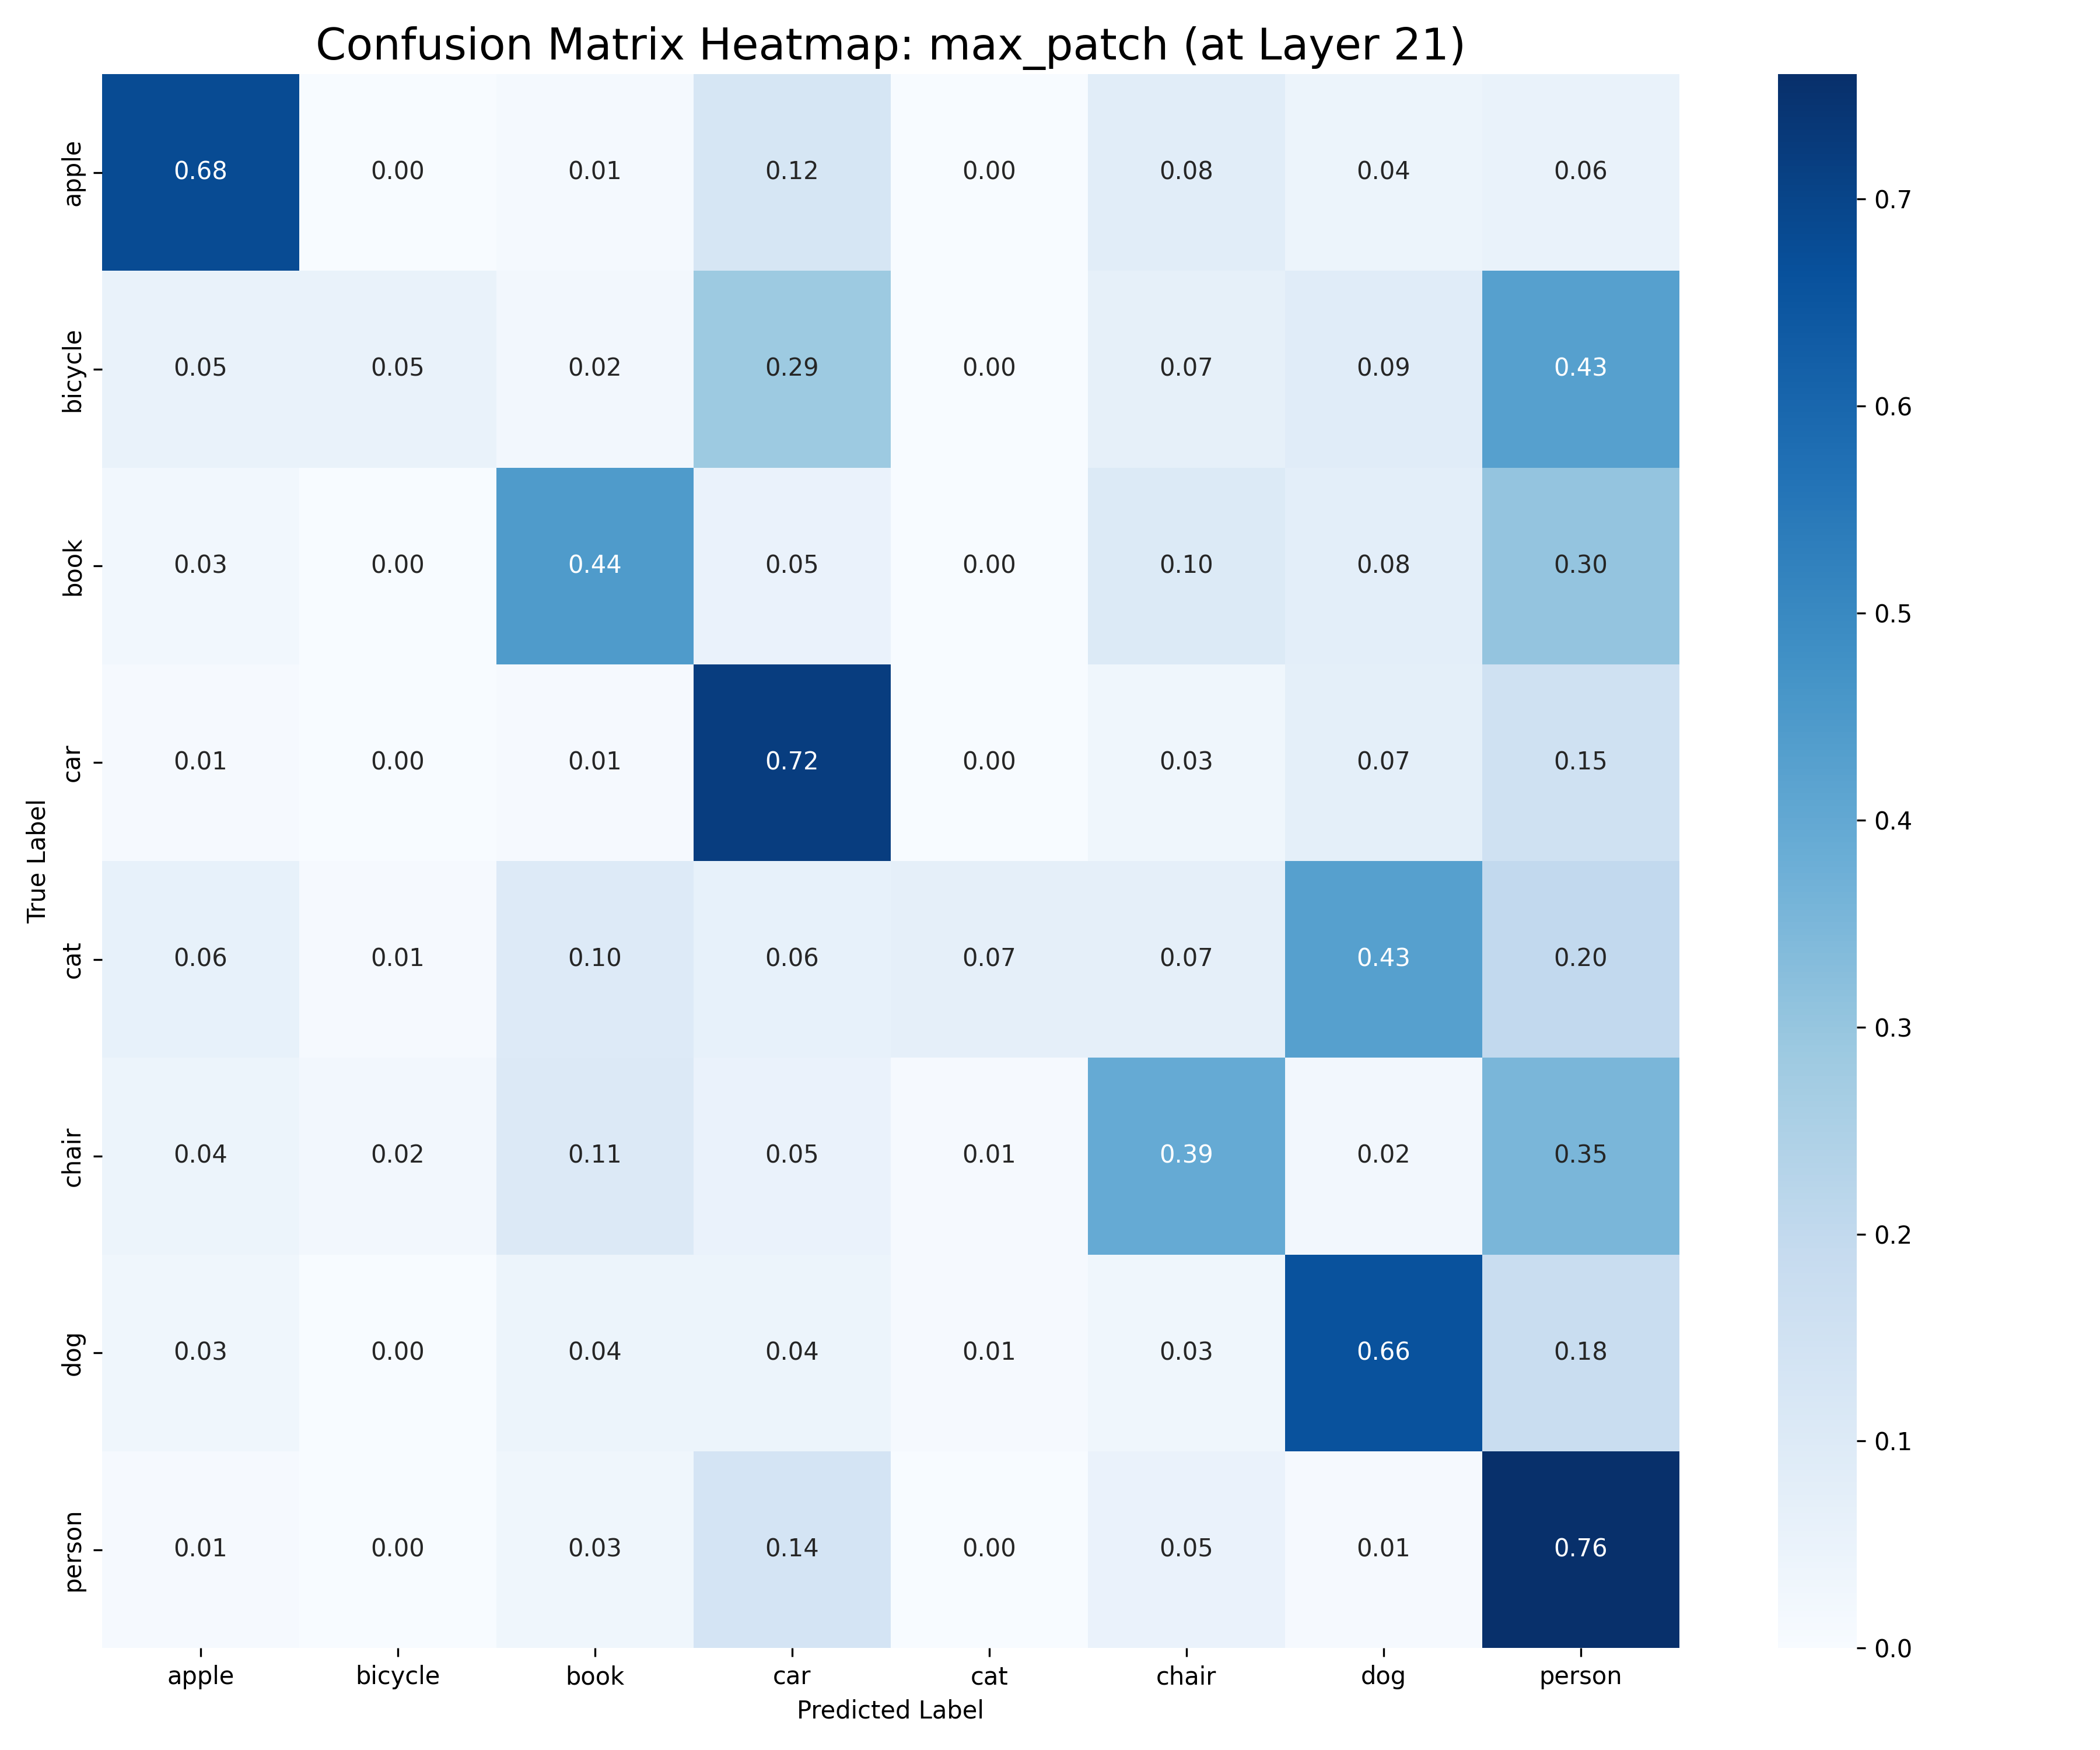 Confusion Matrix Heatmap: max_patch (at Layer 21)
apple 0.68 0.00 0.01 0.12 0.00 0.08 0.04 0.06
bicycle 0.05 0.05 0.02 0.29 0.00 0.07 0.09 0.43
book 0.03 0.00 0.44 0.05 0.00 0.10 0.08 0.30
car 0.01 0.00 0.01 0.72 0.00 0.03 0.07 0.15
cat 0.06 0.01 0.10 0.06 0.07 0.07 0.43 0.20
chair 0.04 0.02 0.11 0.05 0.01 0.39 0.02 0.35
dog 0.03 0.00 0.04 0.04 0.01 0.03 0.66 0.18
person 0.01 0.00 0.03 0.14 0.00 0.05 0.01 0.76
True Label
apple bicycle book car cat chair dog person
Predicted Label
0.7
0.6
0.5
0.4
0.3
0.2
0.1
0.0